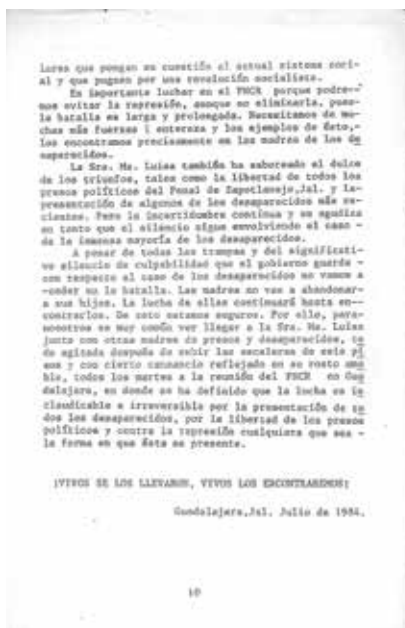 lares que pongan en cuestión el actual sistema soci-
al y que pugnen por una revolución socialista.
Es importante luchar en el FNCR porque podre--
mos evitar la represión, aunque no eliminarla, pues-
la batalla es larga y prolongada. Necesitamos de mu-
chas más fuerzas i entereza y los ejemplos de ésto,-
los encontramos precisamente en las madres de los de
saparecidos.
La Sra. Ma. Luisa también ha saboreado el dulce
de los triunfos, tales como la libertad de todos los
presos políticos del Penal de Zapotlanejo,Jal. y la-
presentación de algunos de los desaparecidos más re-
cientes. Pero la incertidumbre continua y se agudiza
en tanto que el silencio sigue envolviendo el caso -
de la inmensa mayoría de los desaparecidos.
A pesar de todas las trampas y del significati-
vo silencio de culpabilidad que el gobierno guarda -
con respecto al caso de los desaparecidos no vamos a
-ceder en la batalla. Las madres no van a abandonar-
a sus hijos. La lucha de ellas continuará hasta en--
contrarlos. De esto estamos seguros. Por ello, para-
nosotros es muy común ver llegar a la Sra. Ma. Luisa
junto con otras madres de presos y desaparecidos, to
do agitada después de subir las escaleras de seis pi
sos y con cierto cansancio reflejado en su rostro ama
ble, todos los martes a la reunión del FNCR en Gua
dalajara, en donde se ha definido que la lucha es in
claudicable e irreversible por la presentación de to
dos los desaparecidos, por la libertad de los presos
políticos y contra la represión cualquiera que sea -
la forma en que ésta se presente.
¡VIVOS SE LOS LLEVARON, VIVOS LOS ENCONTRAREMOS!
Guadalajara,Jal. Julio de 1984.
10